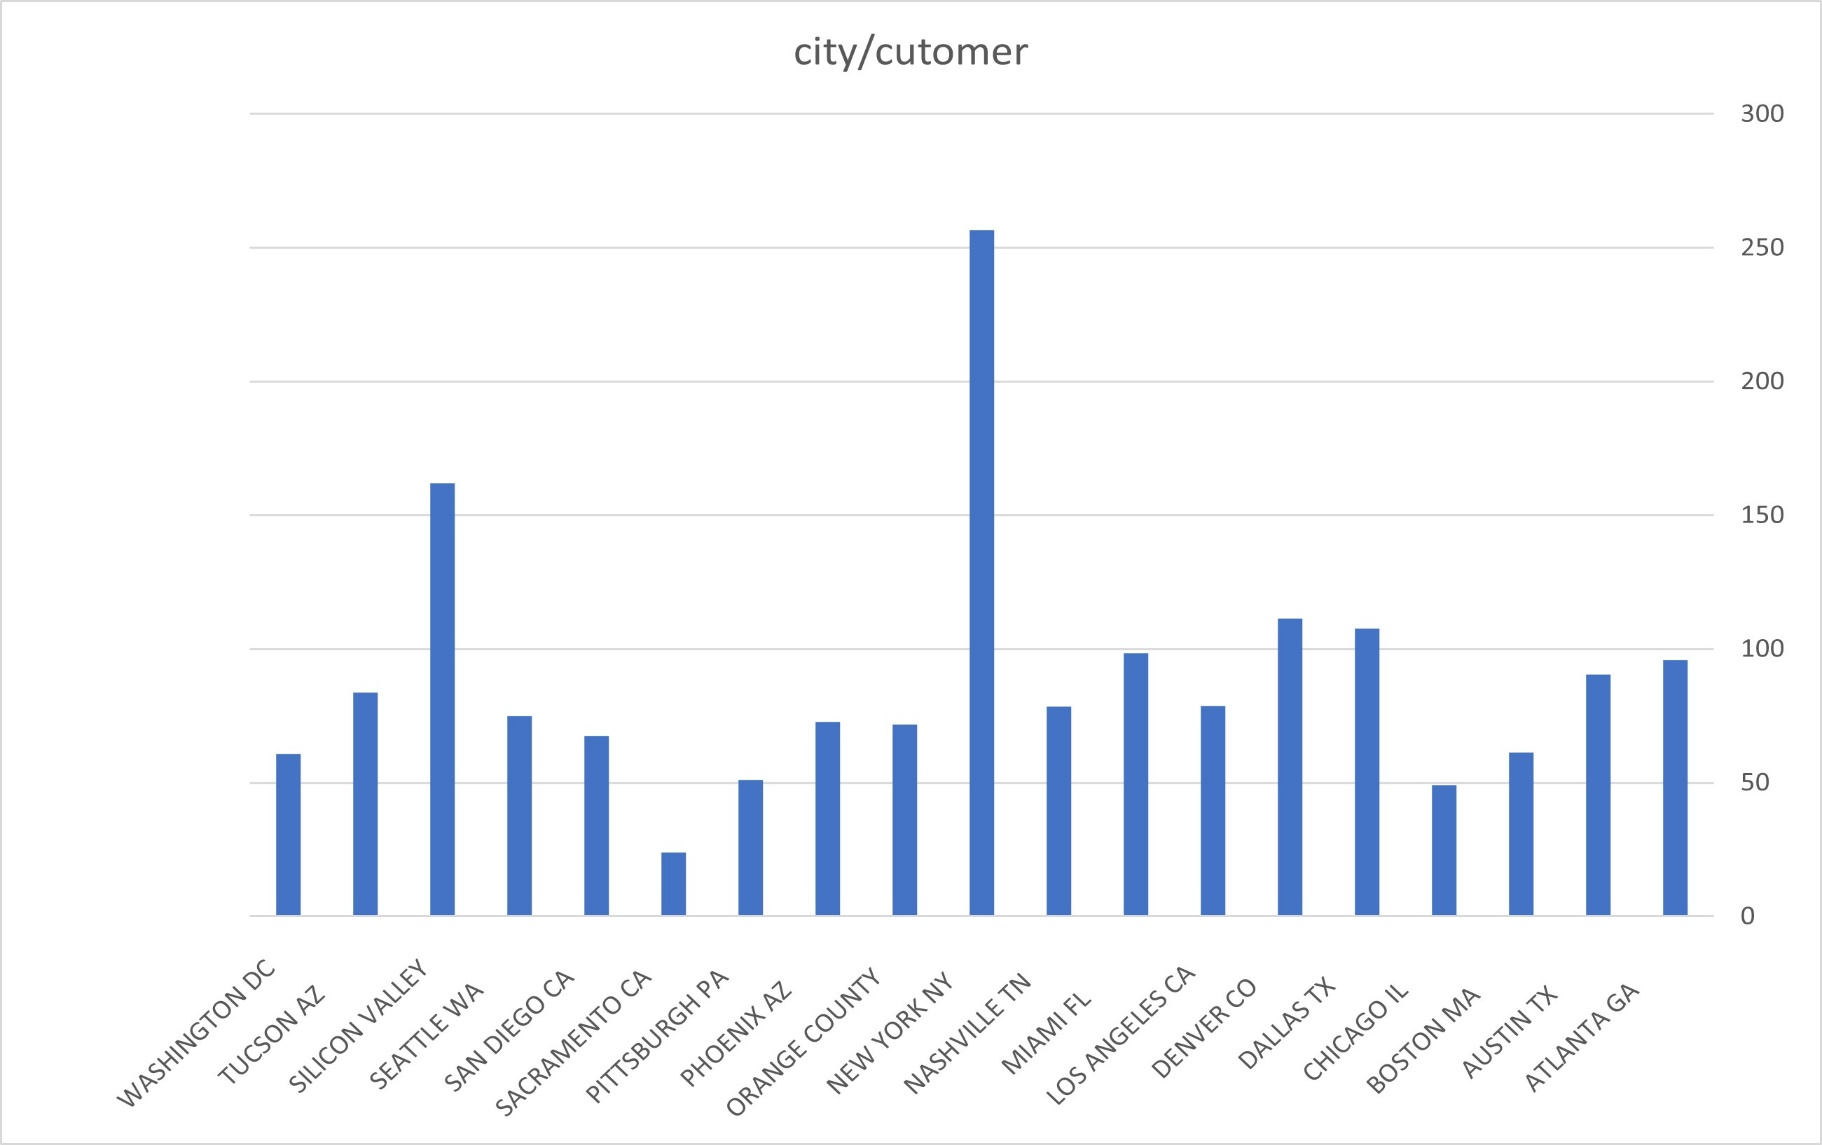 city/cutomer
300
250
200
150
100
50
0
WASHINGTON DC
TUCSON AZ
SILICON VALLEY
SEATTLE WA
SAN DIEGO CA
SACRAMENTO CA
PITTSBURGH PA
PHOENIX AZ
ORANGE COUNTY
NEW YORK NY
NASHVILLE TN
MIAMI FL
LOS ANGELES CA
DENVER CO
DALLAS TX
CHICAGO IL
BOSTON MA
AUSTIN TX
ATLANTA GA